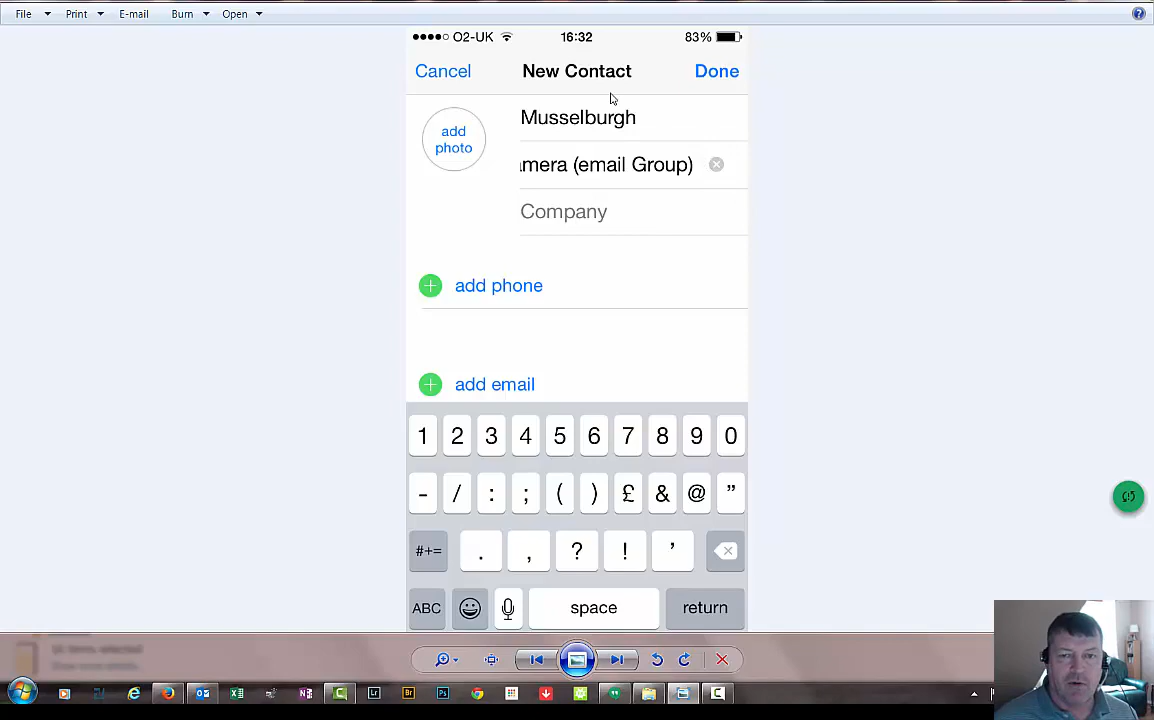 File Print E-mail Burn Open
O2-UK 16:32 83%
Cancel New Contact Done
add
photo
Musselburgh
mera (email Group)
Company
add phone
add email
1 2 3 4 5 6 7 8 9 0
- / : ; ( ) £ & @ "
#+= . , ? ! '
ABC space return